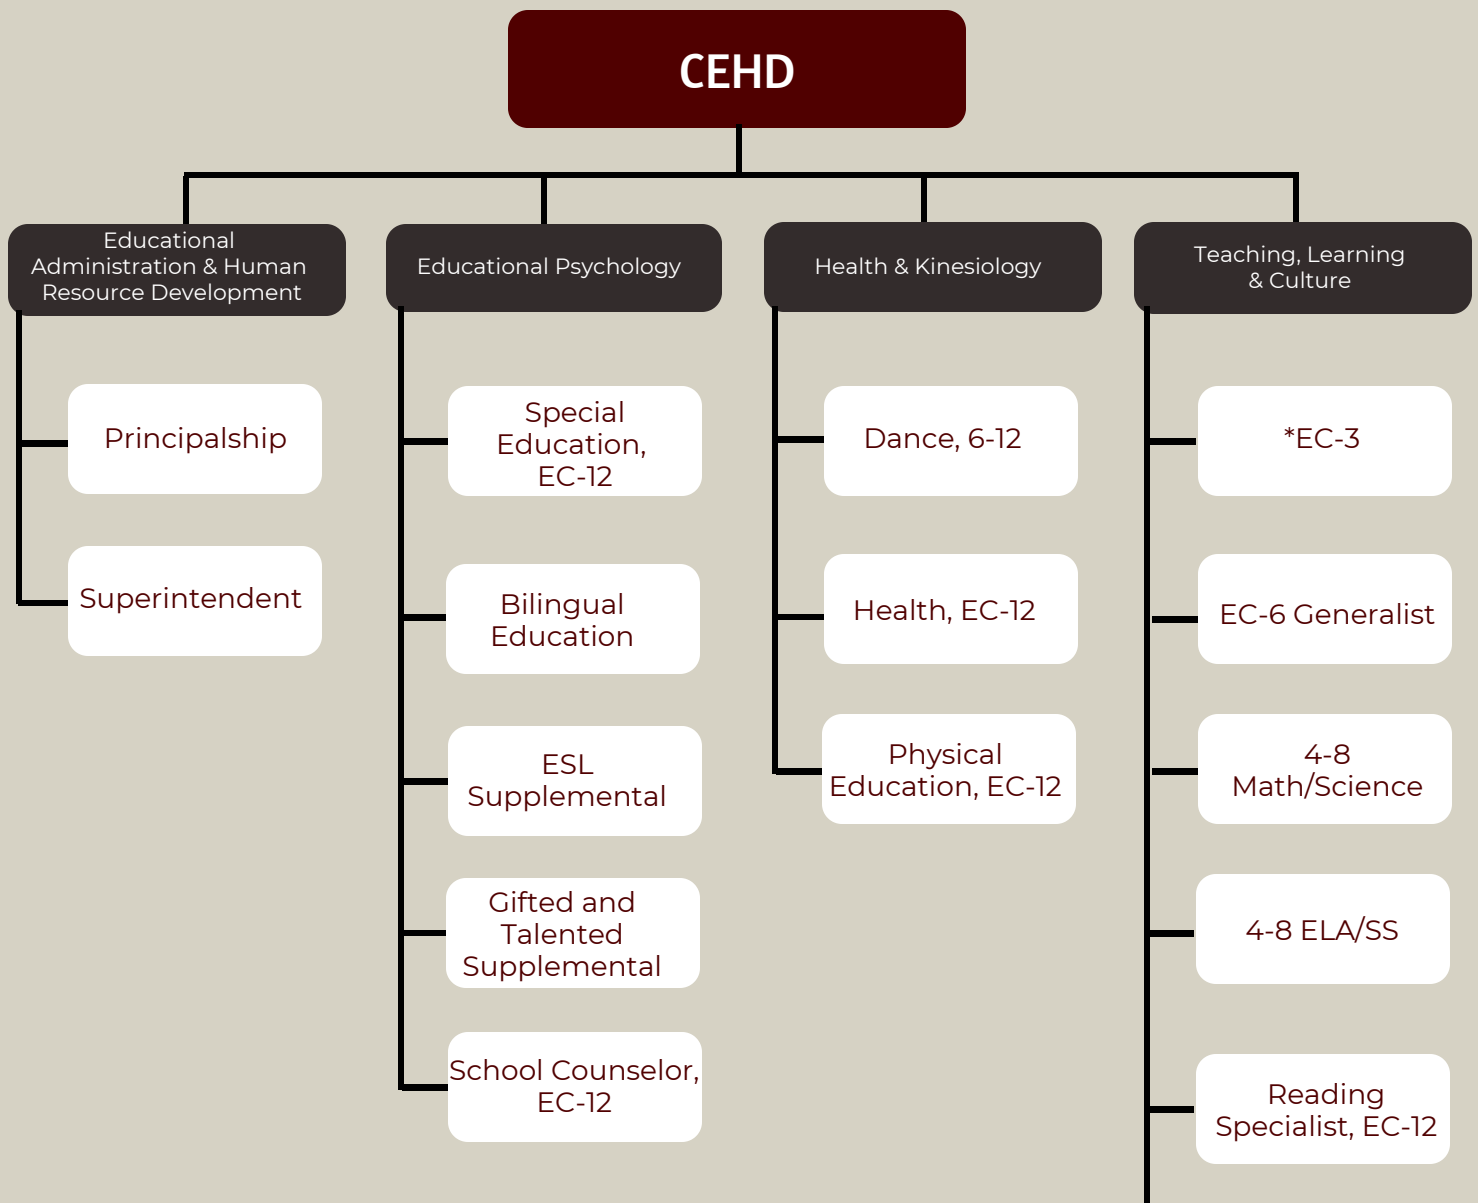 CEHD
Educational
Administration & Human
Resource Development
Principalship
Superintendent
Educational Psychology
Special
Education,
EC-12
Bilingual
Education
ESL
Supplemental
Gifted and
Talented
Supplemental
School Counselor,
EC-12
Health & Kinesiology
Dance, 6-12
Health, EC-12
Physical
Education, EC-12
Teaching, Learning
& Culture
*EC-3
EC-6 Generalist
4-8
Math/Science
4-8 ELA/SS
Reading
Specialist, EC-12